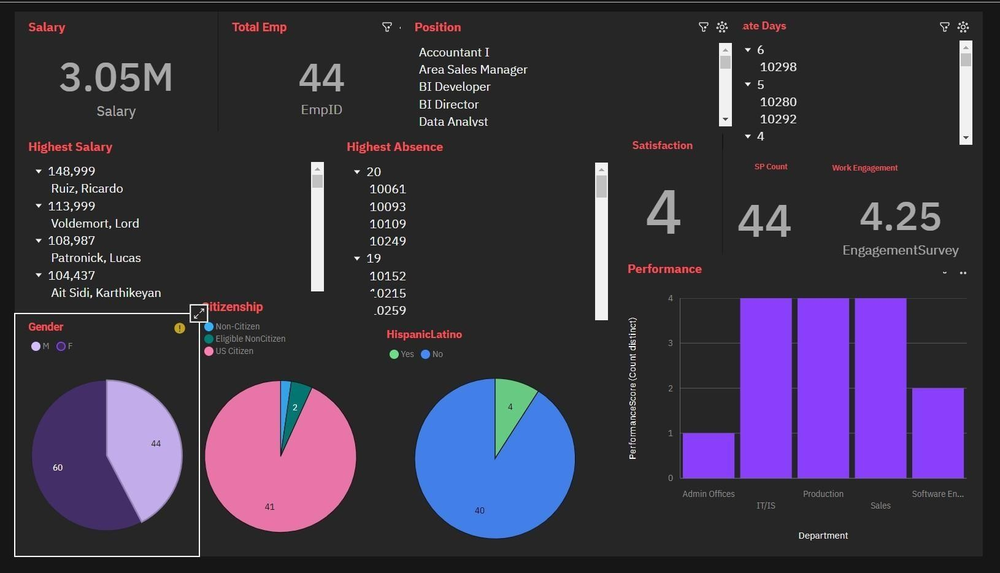 Salary
3.05M
Salary
Total Emp
44
EmpID
Position
Accountant I
Area Sales Manager
BI Developer
BI Director
Data Analyst
ate Days
6
10298
5
10280
10292
4
Highest Salary
148,999
Ruiz, Ricardo
113,999
Voldemort, Lord
108,987
Patronick, Lucas
104,437
Ait Sidi, Karthikeyan
Highest Absence
20
10061
10093
10109
10249
19
10152
10215
0259
Satisfaction
4
SP Count
44
Work Engagement
4.25
EngagementSurvey
Gender
M F
44
60
Citizenship
Non-Citizen
Eligible NonCitizen
US Citizen
2
41
HispanicLatino
Yes No
4
40
Performance
PerformanceScore (Count distinct)
4
3
2
1
0
Admin Offices
IT/IS
Production
Sales
Software En...
Department